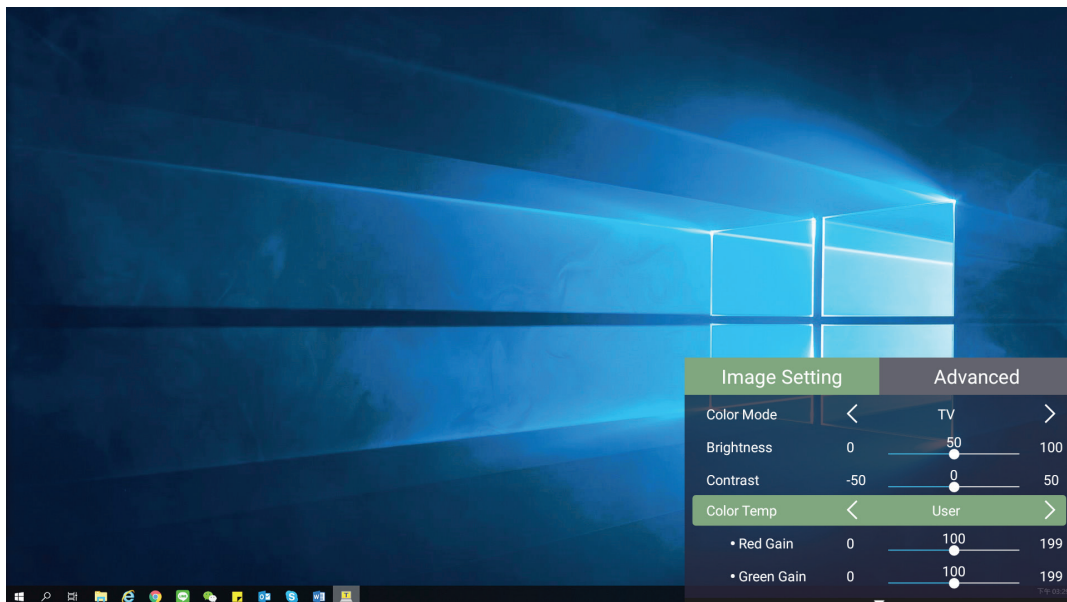 Image Setting Advanced
Color Mode TV
Brightness 0 50 100
Contrast -50 0 50
Color Temp User
• Red Gain 0 100 199
• Green Gain 0 100 199